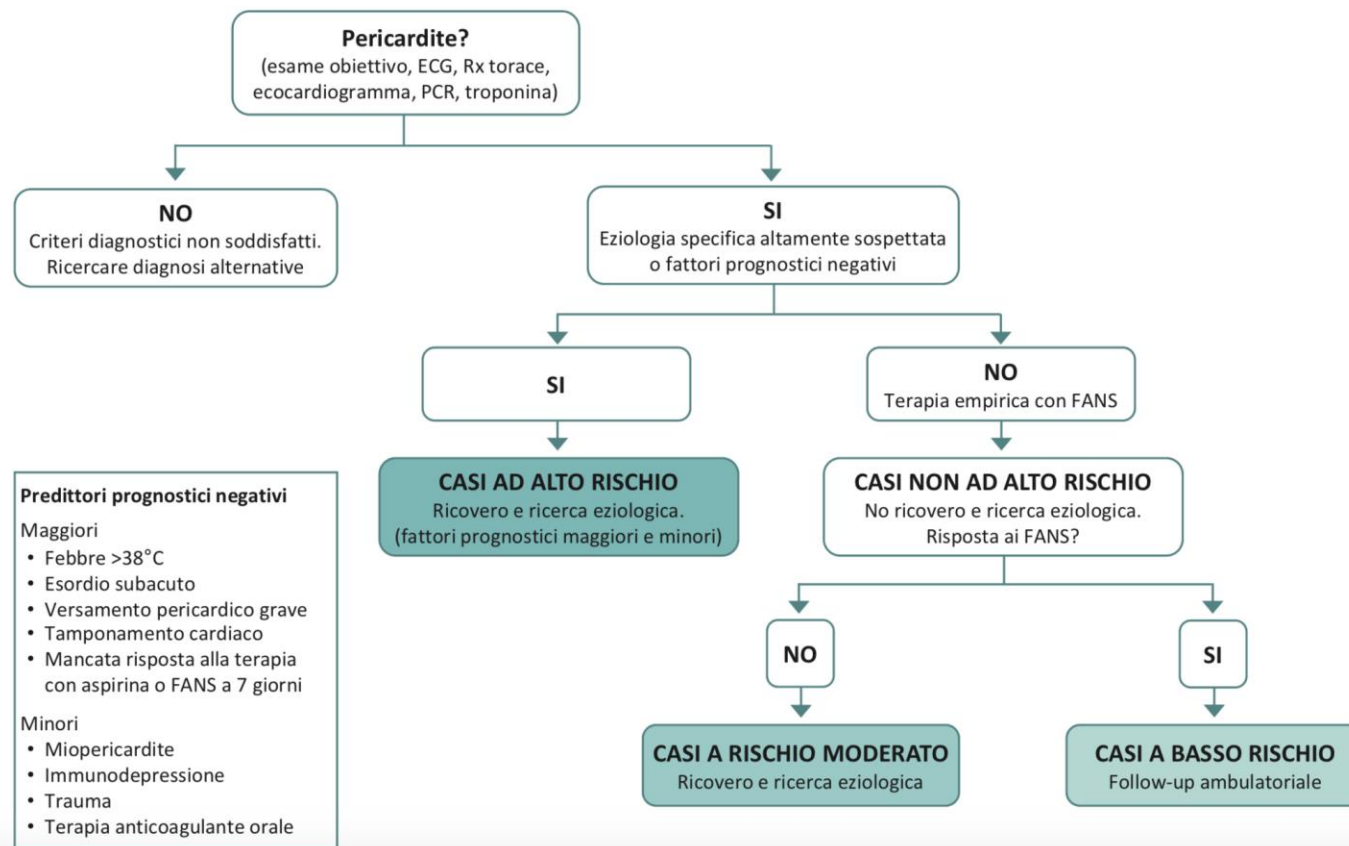 Pericardite?
(esame obiettivo, ECG, Rx torace,
ecocardiogramma, PCR, troponina)
NO
Criteri diagnostici non soddisfatti.
Ricercare diagnosi alternative
SI
Eziologia specifica altamente sospettata
o fattori prognostici negativi
SI
NO
Terapia empirica con FANS
CASI AD ALTO RISCHIO
Ricovero e ricerca eziologica.
(fattori prognostici maggiori e minori)
CASI NON AD ALTO RISCHIO
No ricovero e ricerca eziologica.
Risposta ai FANS?
NO
SI
CASI A RISCHIO MODERATO
Ricovero e ricerca eziologica
CASI A BASSO RISCHIO
Follow-up ambulatoriale
Predittori prognostici negativi
Maggiori
• Febbre >38°C
• Esordio subacuto
• Versamento pericardico grave
• Tamponamento cardiaco
• Mancata risposta alla terapia
con aspirina o FANS a 7 giorni
Minori
• Miopericardite
• Immunodepressione
• Trauma
• Terapia anticoagulante orale